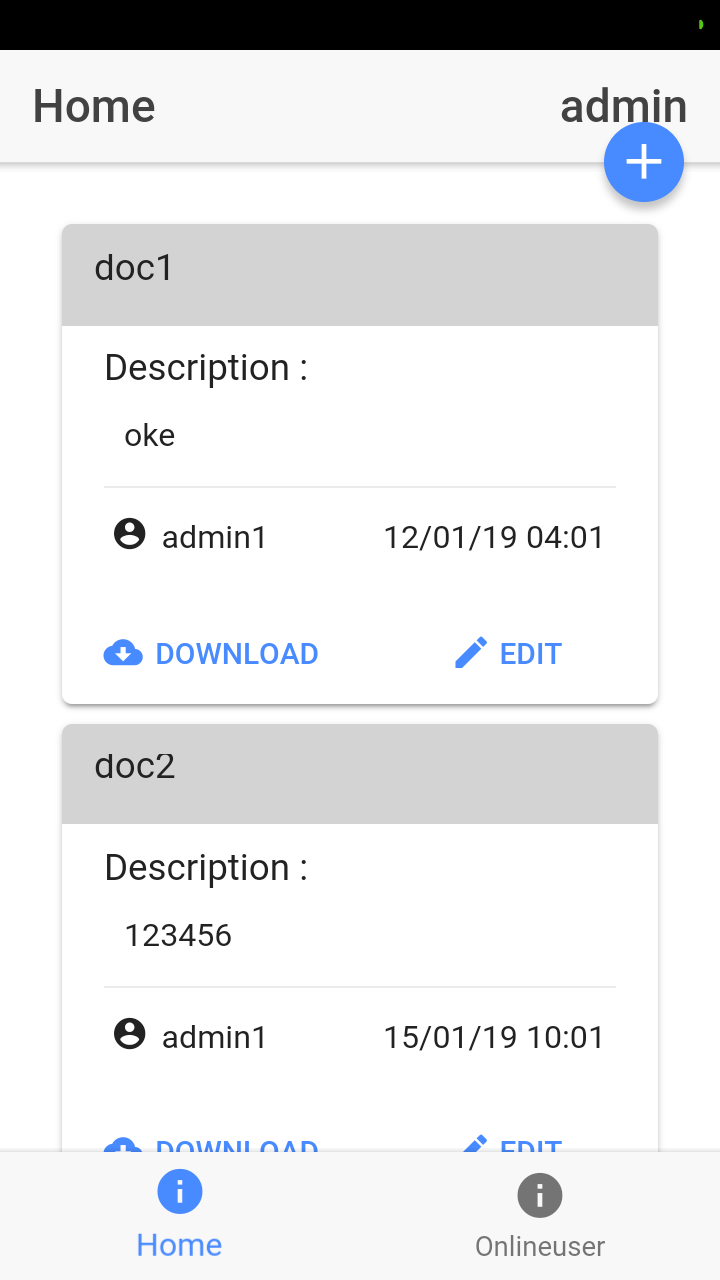 Home admin
doc1
Description :
oke
admin1 12/01/19 04:01
DOWNLOAD EDIT
doc2
Description :
123456
admin1 15/01/19 10:01
DOWNLOAD EDIT
Home Onlineuser